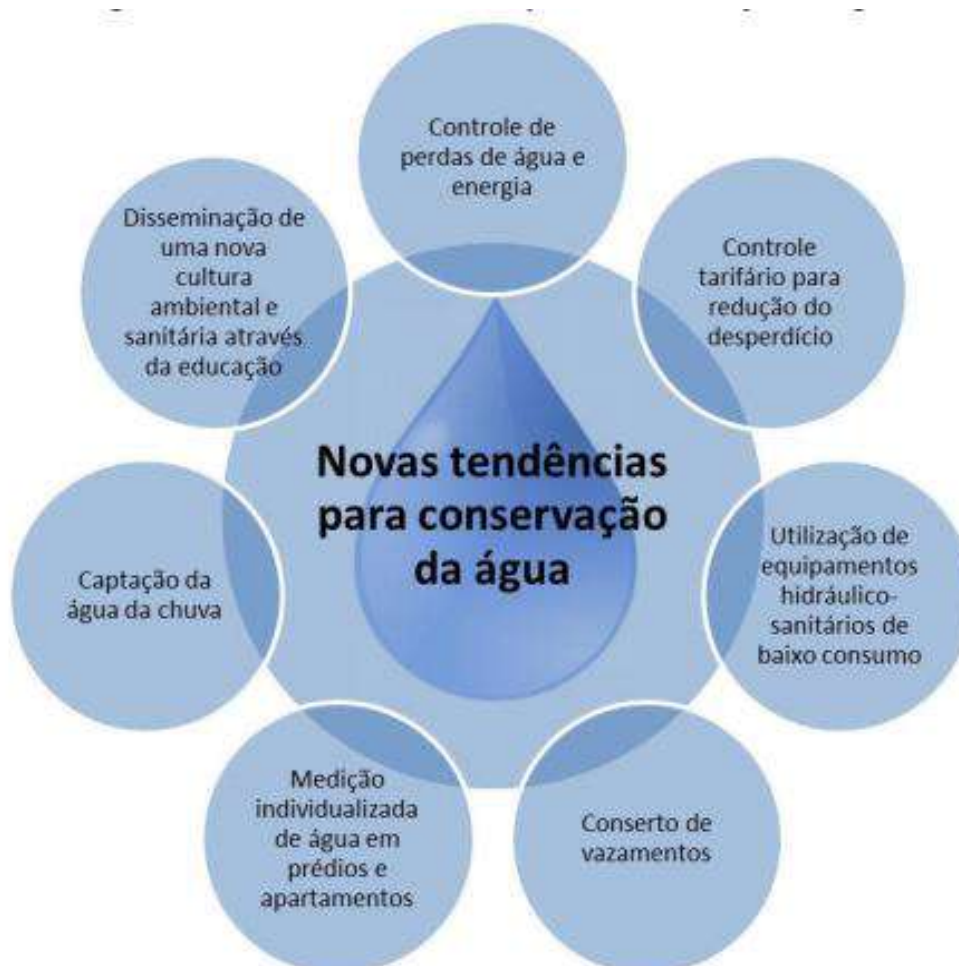 Controle de
perdas de água e
energia
Controle
tarifário para
redução do
desperdício
Utilização de
equipamentos
hidráulico-
sanitários de
baixo consumo
Conserto de
vazamentos
Medição
individualizada
de água em
prédios e
apartamentos
Captação da
água da chuva
Disseminação de
uma nova
cultura
ambiental e
sanitária através
da educação
Novas tendências
para conservação
da água